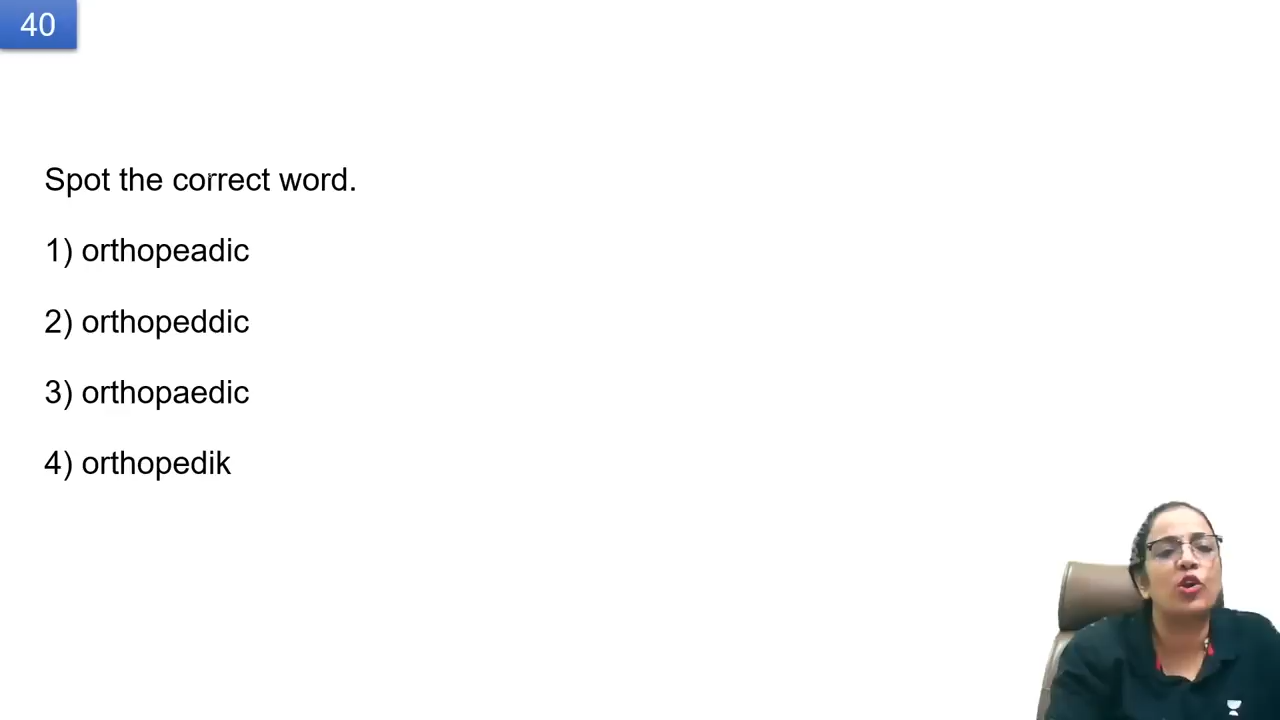 40
Spot the correct word.
1) orthopeadic
2) orthopeddic
3) orthopaedic
4) orthopedik